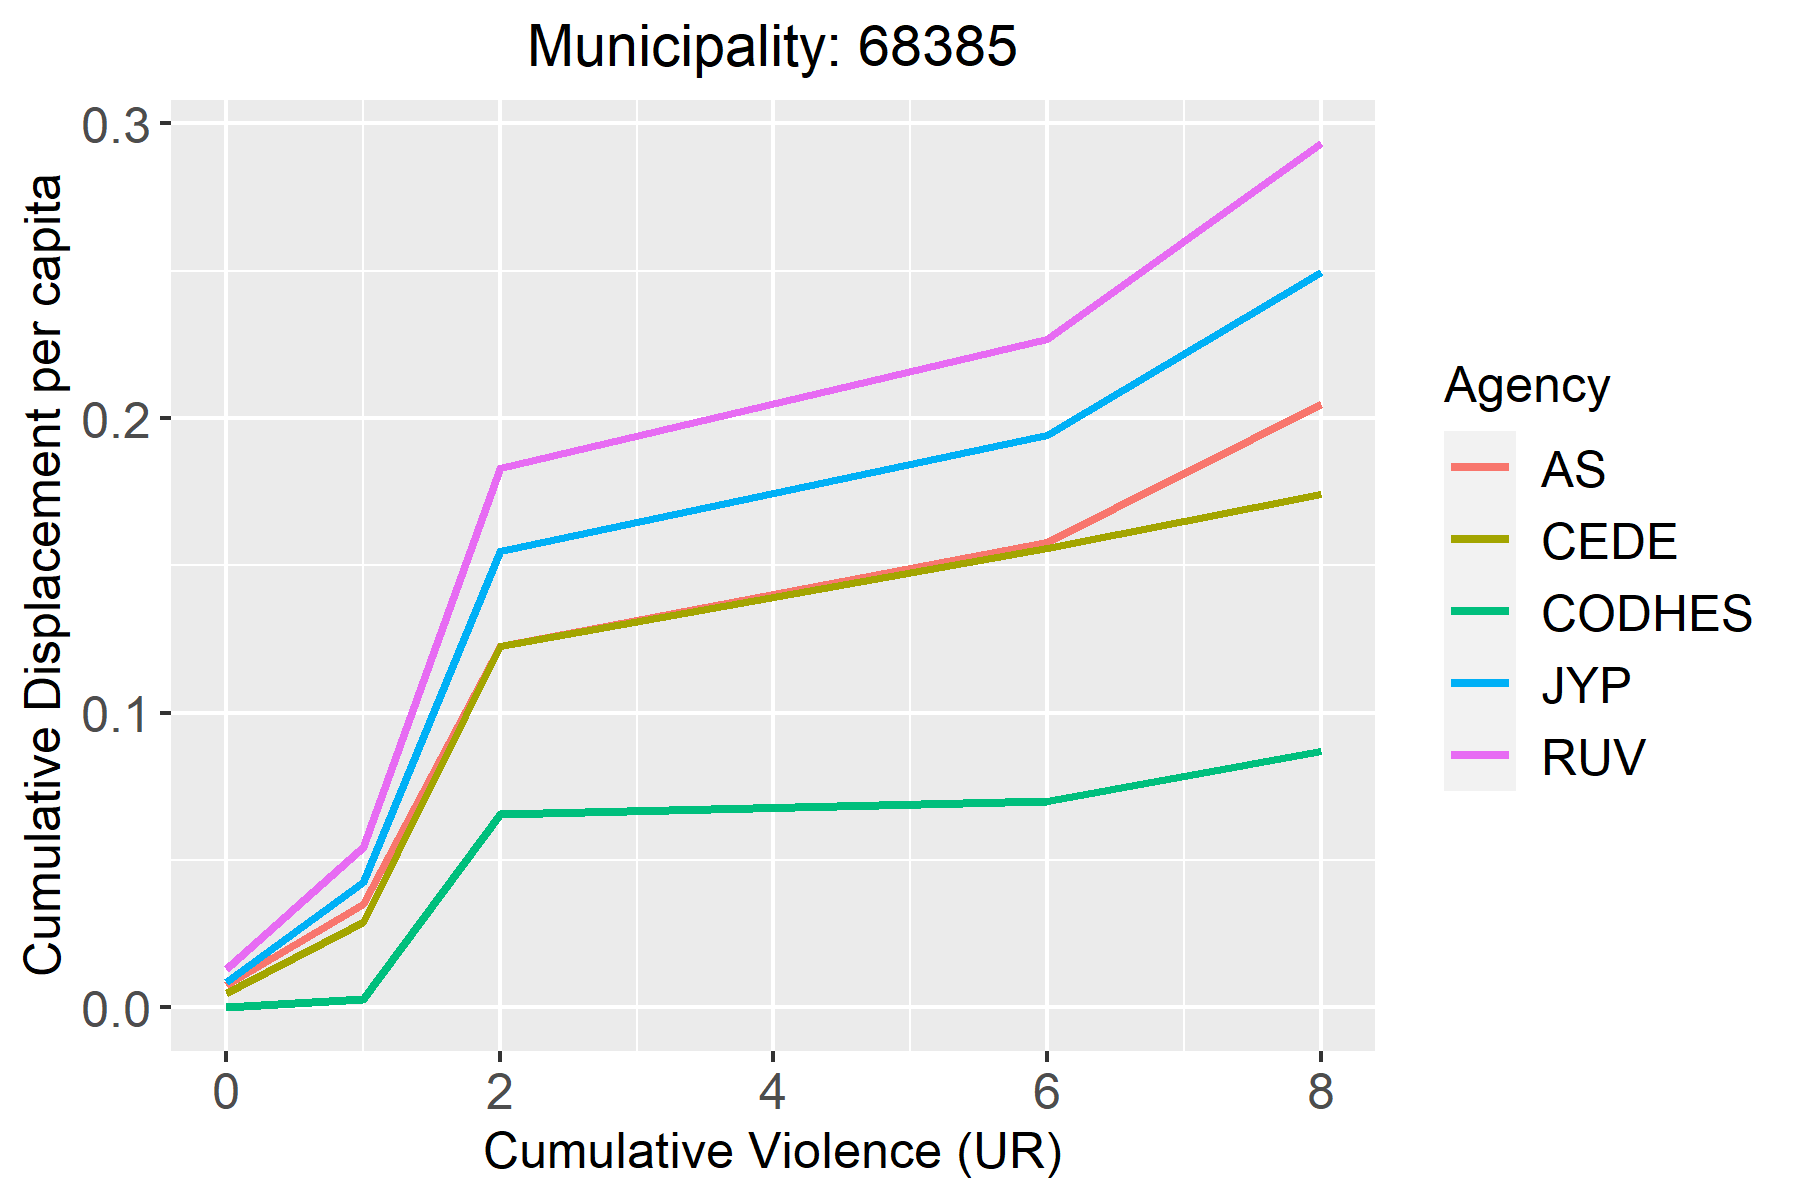 Municipality: 68385
Cumulative Displacement per capita
0.3
0.2
0.1
0.0
0 2 4 6 8
Cumulative Violence (UR)
Agency
AS
CEDE
CODHES
JYP
RUV